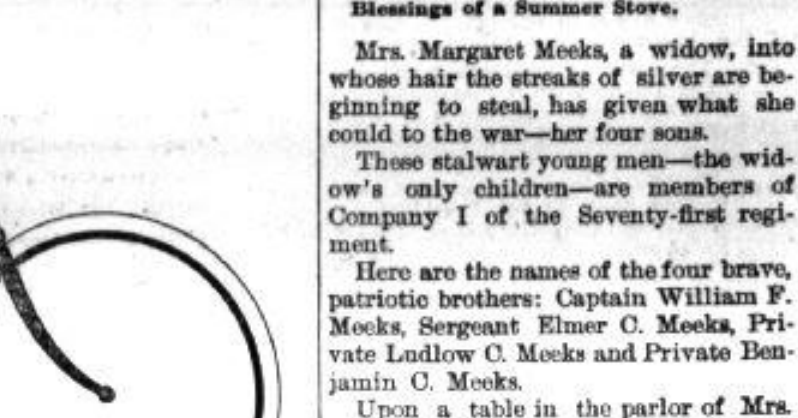 Blessings of a Summer Stove.
Mrs. Margaret Meeks, a widow, into
whose hair the streaks of silver are be-
ginning to steal, has given what she
could to the war—her four sons.
These stalwart young men—the wid-
ow's only children—are members of
Company I of the Seventy-first regi-
ment.
Here are the names of the four brave,
patriotic brothers: Captain William F.
Meeks, Sergeant Elmer C. Meeks, Pri-
vate Ludlow C. Meeks and Private Ben-
jamin C. Meeks.
Upon a table in the parlor of Mrs.